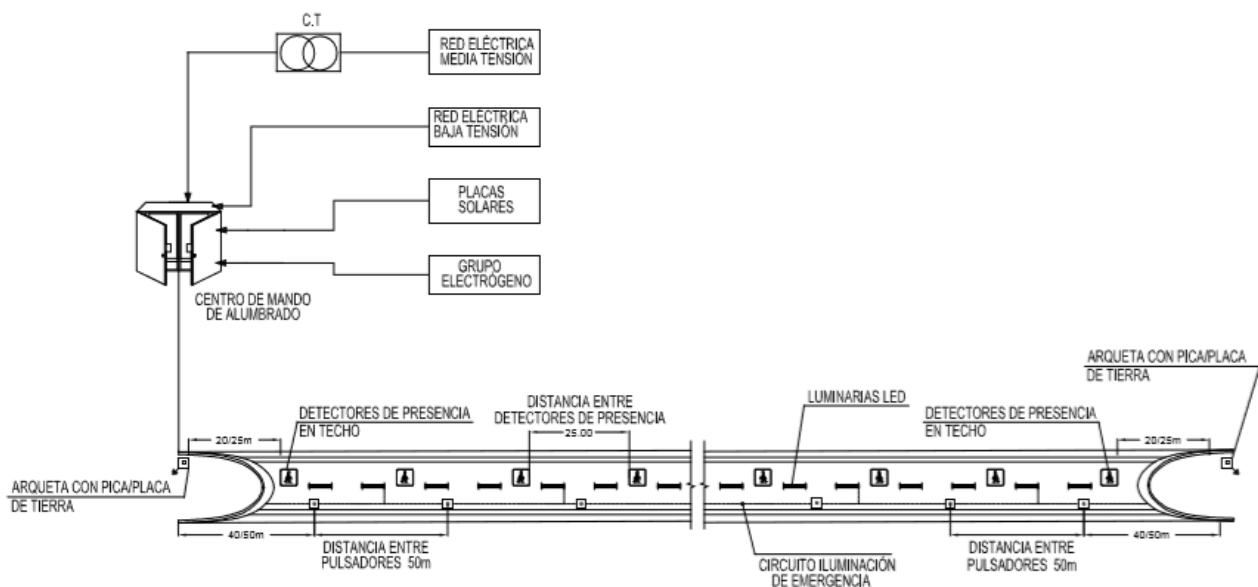 C.T
RED ELÉCTRICA
MEDIA TENSIÓN
RED ELÉCTRICA
BAJA TENSIÓN
PLACAS
SOLARES
GRUPO
ELECTRÓGENO
CENTRO DE MANDO
DE ALUMBRADO
ARQUETA CON PICA/PLACA
DE TIERRA
DETECTORES DE PRESENCIA
EN TECHO
DISTANCIA ENTRE
DETECTORES DE PRESENCIA
LUMINARIAS LED
DETECTORES DE PRESENCIA
EN TECHO
20/25m
25.00
20/25m
ARQUETA CON PICA/PLACA
DE TIERRA
40/50m
DISTANCIA ENTRE
PULSADORES 50m
CIRCUITO ILUMINACIÓN
DE EMERGENCIA
DISTANCIA ENTRE
PULSADORES 50m
40/50m